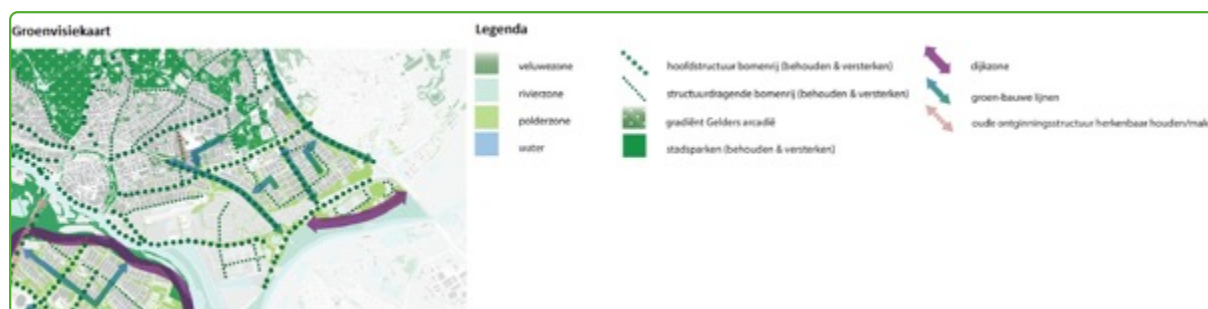 Groenvisiekaart
Legenda
veluwezone
rivierzone
polderzone
water
hoofdstructuur bomenrij (behouden & versterken)
structuurdragende bomenrij (behouden & versterken)
gradiënt Gelders arcadië
stadsparken (behouden & versterken)
dijkzone
groen-bauwe lijnen
oude ontginningsstructuur herkenbaar houden/mak